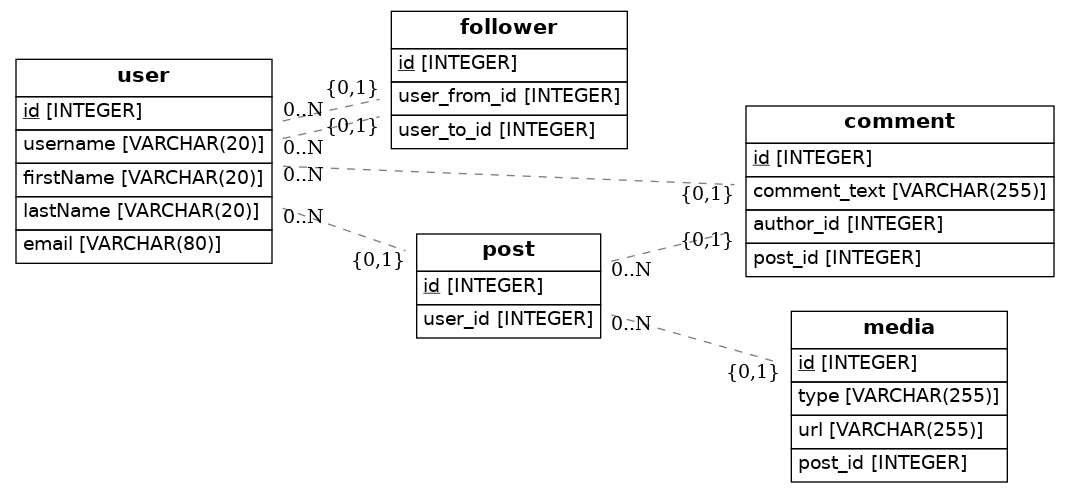 user
id [INTEGER]
username [VARCHAR(20)]
firstName [VARCHAR(20)]
lastName [VARCHAR(20)]
email [VARCHAR(80)]
follower
id [INTEGER]
user_from_id [INTEGER]
user_to_id [INTEGER]
{0,1}
0..N
{0,1}
0..N
0..N
{0,1}
0..N
{0,1}
comment
id [INTEGER]
comment_text [VARCHAR(255)]
author_id [INTEGER]
post_id [INTEGER]
post
id [INTEGER]
user_id [INTEGER]
{0,1}
0..N
0..N
{0,1}
media
id [INTEGER]
type [VARCHAR(255)]
url [VARCHAR(255)]
post_id [INTEGER]